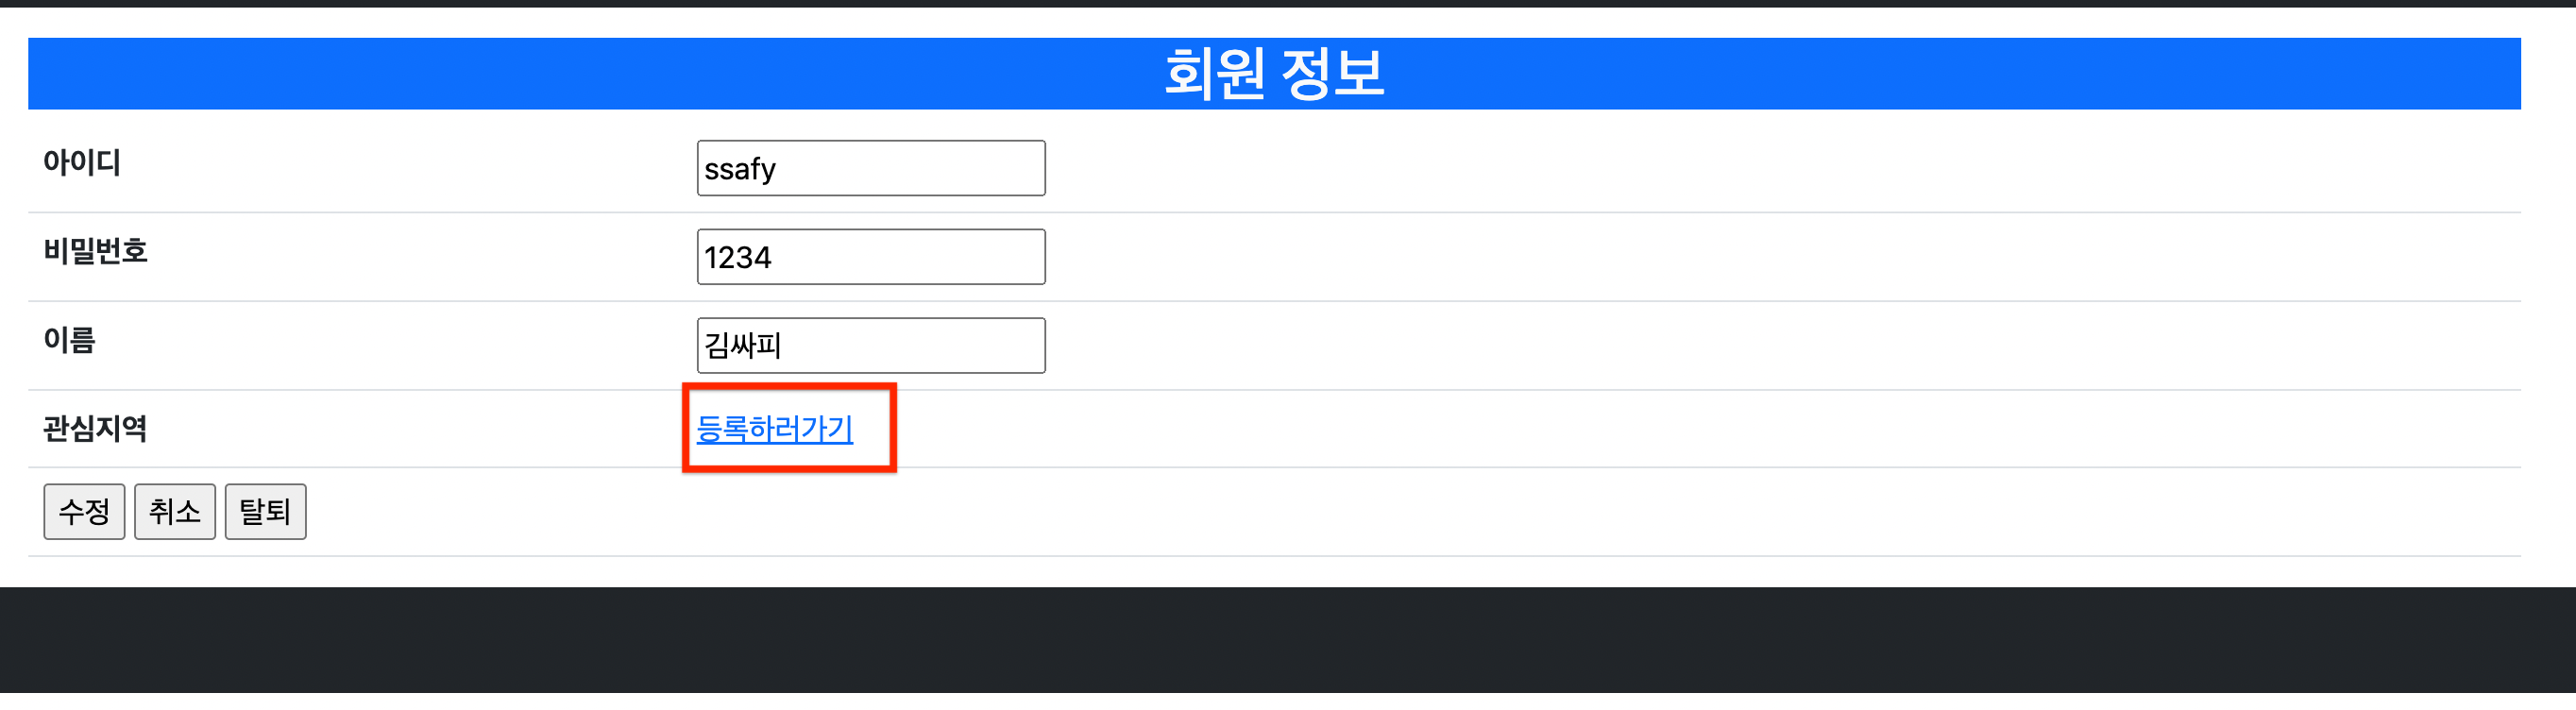 회원 정보
아이디 ssafy
비밀번호 1234
이름 김싸피
관심지역 등록하러가기
수정 취소 탈퇴